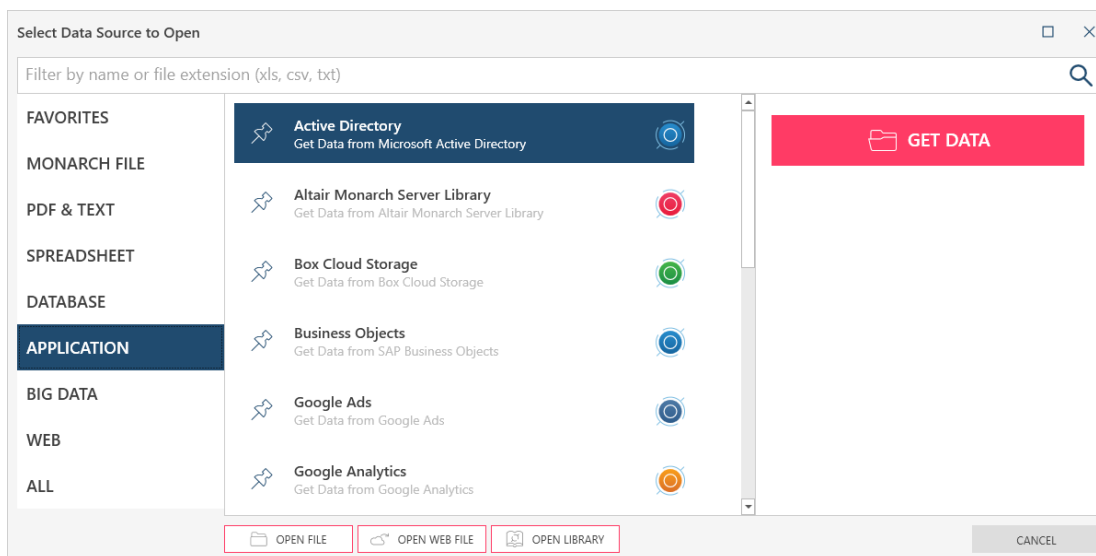 Select Data Source to Open
Filter by name or file extension (xls, csv, txt)
FAVORITES
MONARCH FILE
PDF & TEXT
SPREADSHEET
DATABASE
APPLICATION
BIG DATA
WEB
ALL
Active Directory
Get Data from Microsoft Active Directory
Altair Monarch Server Library
Get Data from Altair Monarch Server Library
Box Cloud Storage
Get Data from Box Cloud Storage
Business Objects
Get Data from SAP Business Objects
Google Ads
Get Data from Google Ads
Google Analytics
Get Data from Google Analytics
GET DATA
OPEN FILE
OPEN WEB FILE
OPEN LIBRARY
CANCEL